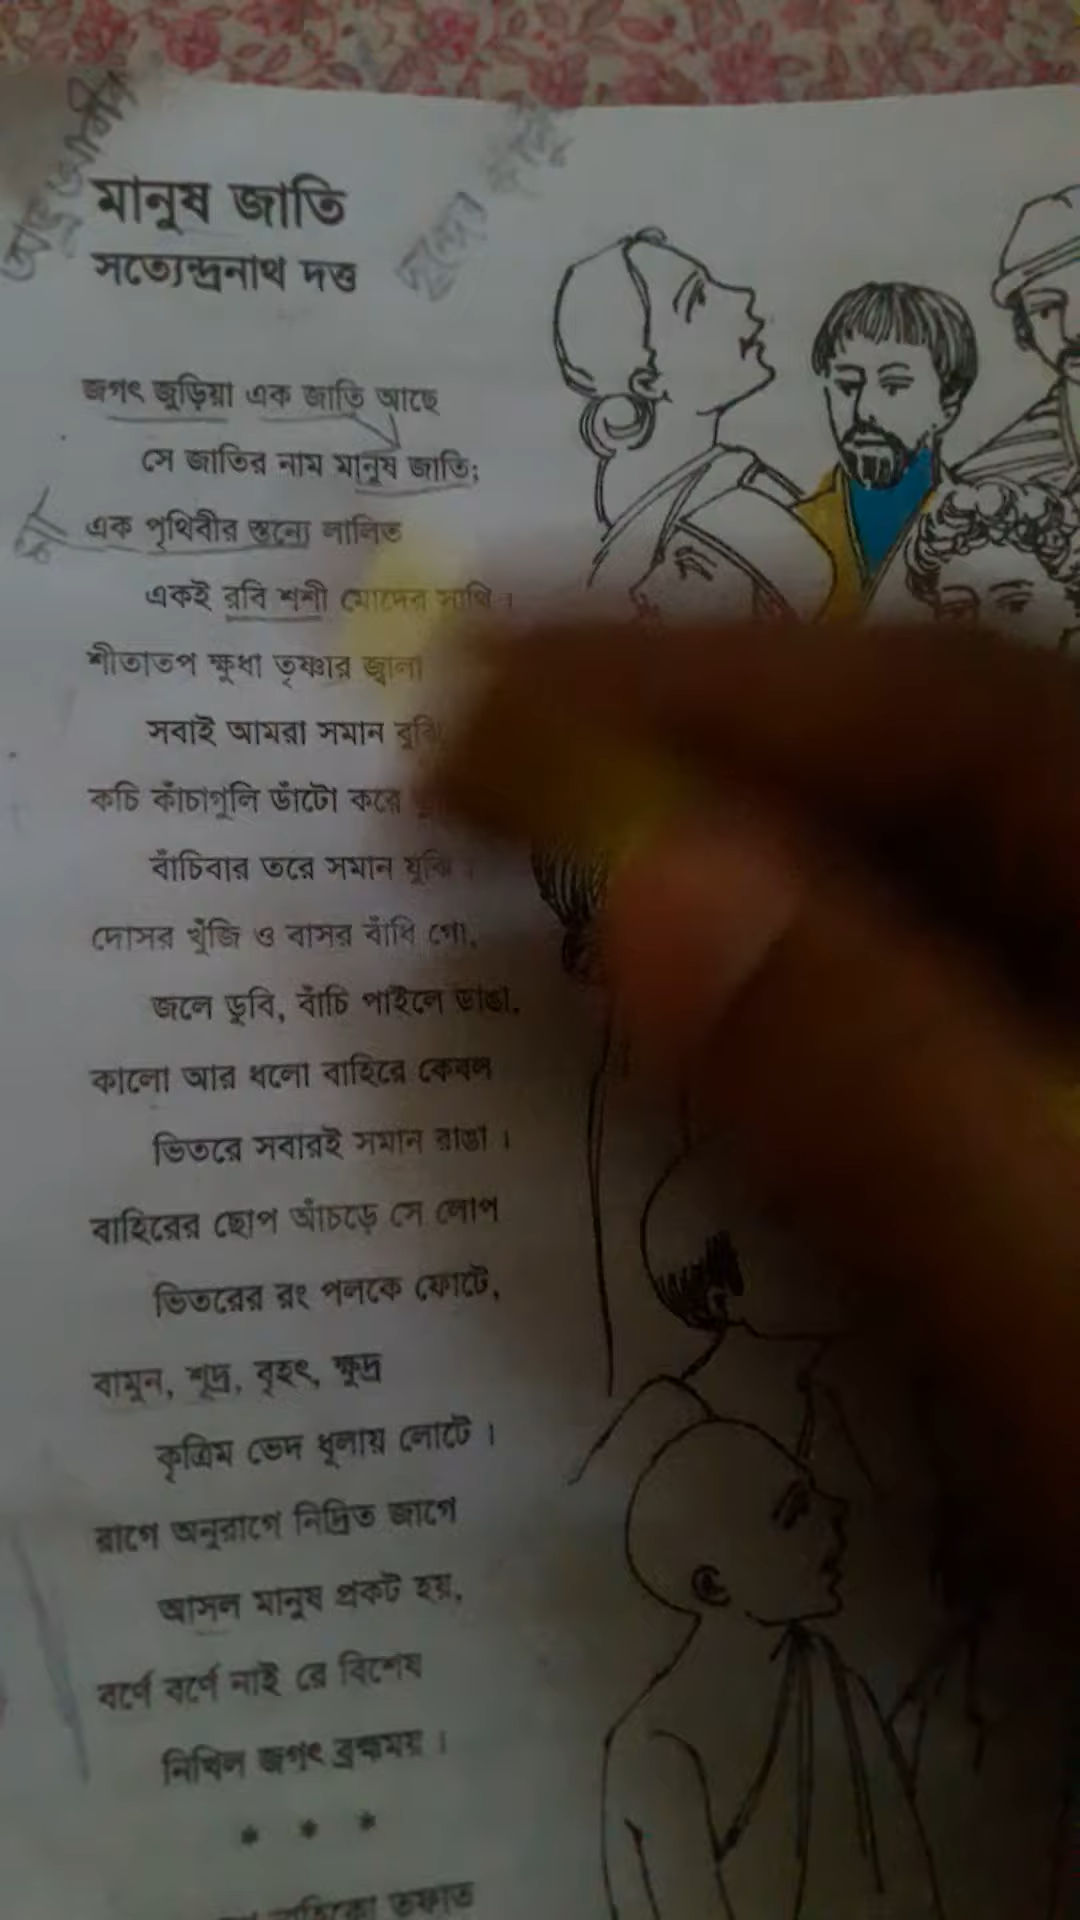 মানুষ জাতি
সত্যেন্দ্রনাথ দত্ত
জগৎ জুড়িয়া এক জাতি আছে
সে জাতির নাম মানুষ জাতি;
এক পৃথিবীর স্তন্যে লালিত
একই রবি শশী মোদের সাথি।
শীতাতপ ক্ষুধা তৃষ্ণার জ্বালা
সবাই আমরা সমান বুঝি
কচি কাঁচাগুলি ডাঁটো করে
বাঁচিবার তরে সমান যুঝি।
দোসর খুঁজি ও বাসর বাঁধি গো,
জলে ডুবি, বাঁচি পাইলে ডাঙা,
কালো আর ধলো বাহিরে কেবল
ভিতরে সবারই সমান রাঙা।
বাহিরের ছোপ আঁচড়ে সে লোপ
ভিতরের রং পলকে ফোটে,
বামুন, শূদ্র, বৃহৎ, ক্ষুদ্র
কৃত্রিম ভেদ ধূলায় লোটে।
রাগে অনুরাগে নিদ্রিত জাগে
আসল মানুষ প্রকট হয়,
বর্ণে বর্ণে নাই রে বিশেষ
নিখিল জগৎ ব্রহ্মময়।
* * *
তফাত